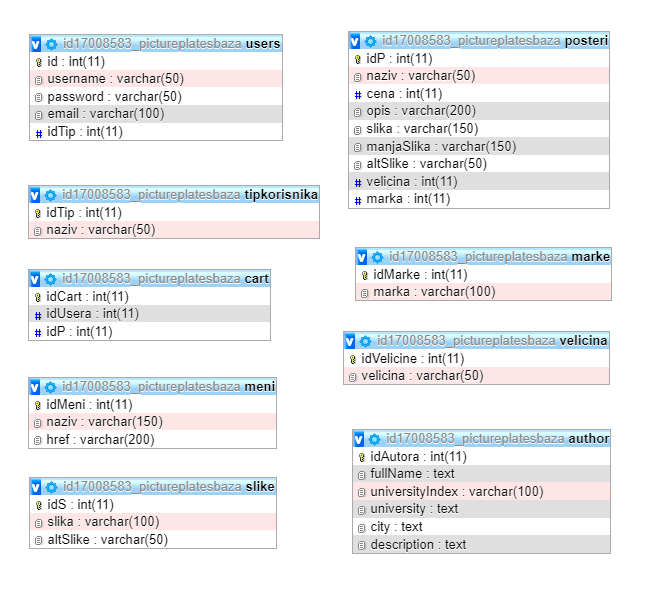 id17008583_pictureplatesbaza users
id : int(11)
username : varchar(50)
password : varchar(50)
email : varchar(100)
idTip : int(11)
id17008583_pictureplatesbaza tipkorisnika
idTip : int(11)
naziv : varchar(50)
id17008583_pictureplatesbaza cart
idCart : int(11)
idUsera : int(11)
idP : int(11)
id17008583_pictureplatesbaza meni
idMeni : int(11)
naziv : varchar(150)
href : varchar(200)
id17008583_pictureplatesbaza slike
idS : int(11)
slika : varchar(100)
altSlike : varchar(50)
id17008583_pictureplatesbaza posteri
idP : int(11)
naziv : varchar(50)
cena : int(11)
opis : varchar(200)
slika : varchar(150)
manjaSlika : varchar(150)
altSlike : varchar(50)
velicina : int(11)
marka : int(11)
id17008583_pictureplatesbaza marke
idMarke : int(11)
marka : varchar(100)
id17008583_pictureplatesbaza velicina
idVelicine : int(11)
velicina : varchar(50)
id17008583_pictureplatesbaza author
idAutora : int(11)
fullName : text
universityIndex : varchar(100)
university : text
city : text
description : text